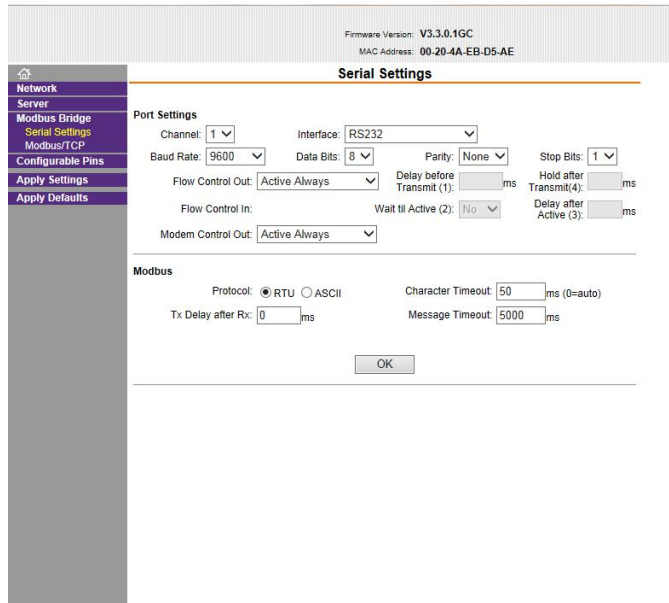 Firmware Version: V3.3.0.1GC
MAC Address: 00-20-4A-EB-D5-AE
Serial Settings
Network
Server
Modbus Bridge
Serial Settings
Modbus/TCP
Configurable Pins
Apply Settings
Apply Defaults
Port Settings
Channel: 1 Interface: RS232
Baud Rate: 9600 Data Bits: 8 Parity: None Stop Bits: 1
Flow Control Out: Active Always Delay before Transmit (1): ms Hold after Transmit(4): ms
Flow Control In: Wait til Active (2): No Delay after Active (3): ms
Modem Control Out: Active Always
Modbus
Protocol: RTU ASCII Character Timeout: 50 ms (0=auto)
Tx Delay after Rx: 0 ms Message Timeout: 5000 ms
OK